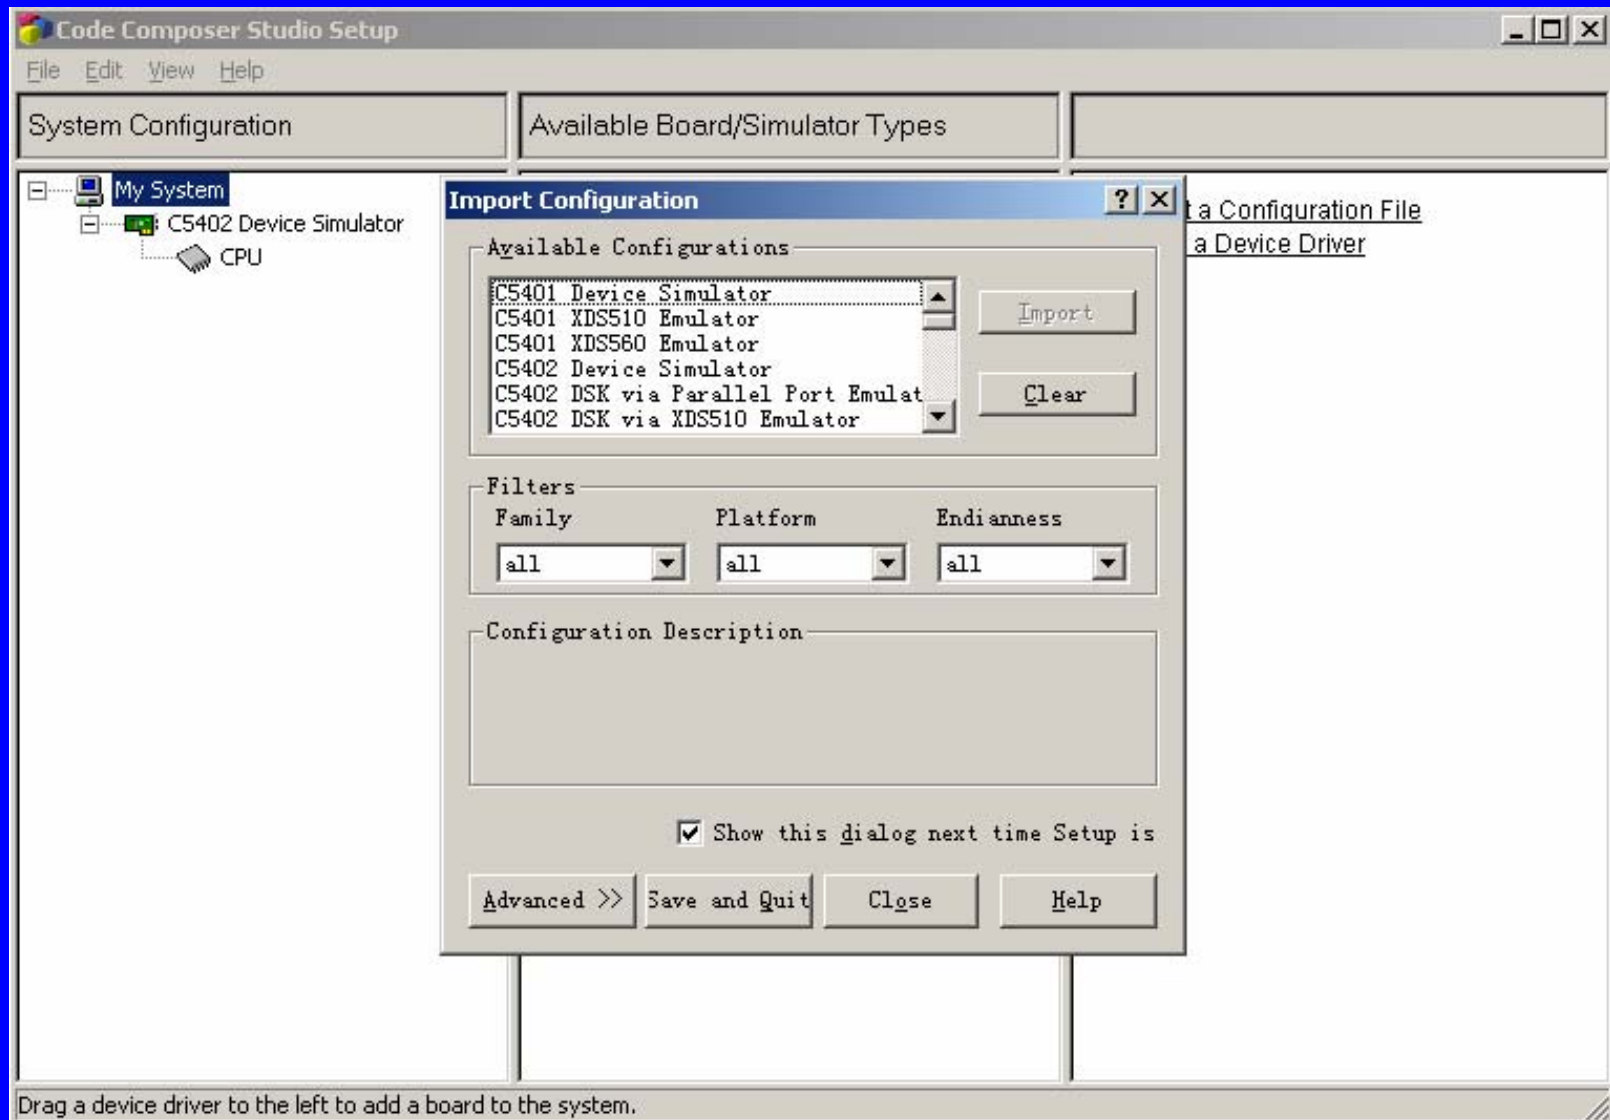 Code Composer Studio Setup
File Edit View Help
System Configuration
Available Board/Simulator Types
My System
C5402 Device Simulator
CPU
Import Configuration
Available Configurations
C5401 Device Simulator
C5401 XDS510 Emulator
C5401 XDS560 Emulator
C5402 Device Simulator
C5402 DSK via Parallel Port Emulat
C5402 DSK via XDS510 Emulator
Import
Clear
Filters
Family Platform Endianness
all all all
Configuration Description
Show this dialog next time Setup is
Advanced >> Save and Quit Close Help
t a Configuration File
a Device Driver
Drag a device driver to the left to add a board to the system.